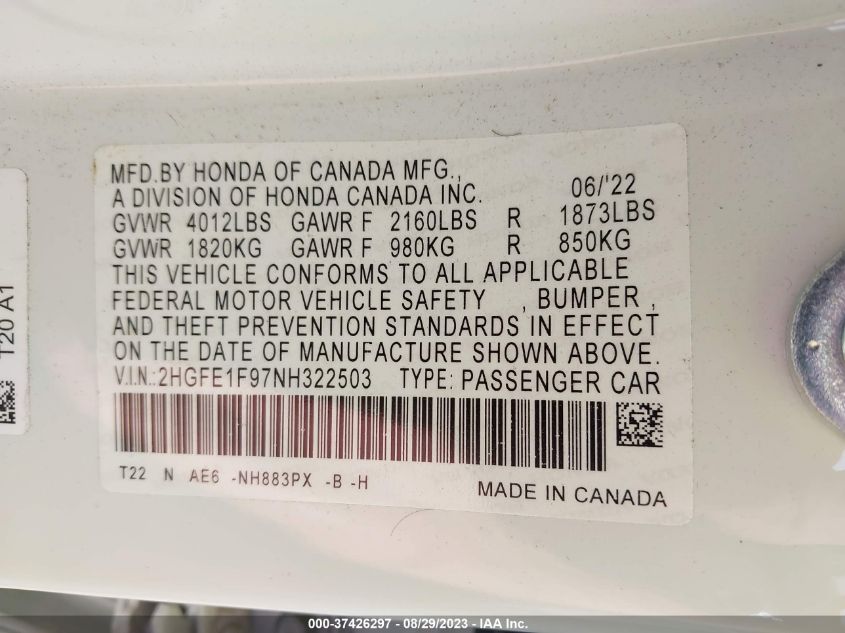 MFD.BY HONDA OF CANADA MFG.,
A DIVISION OF HONDA CANADA INC. 06/'22
GVWR 4012LBS GAWR F 2160LBS R 1873LBS
GVWR 1820KG GAWR F 980KG R 850KG
THIS VEHICLE CONFORMS TO ALL APPLICABLE
FEDERAL MOTOR VEHICLE SAFETY , BUMPER ,
AND THEFT PREVENTION STANDARDS IN EFFECT
ON THE DATE OF MANUFACTURE SHOWN ABOVE.
V.I.N.:2HGFE1F97NH322503 TYPE: PASSENGER CAR
T22 N AE6 -NH883PX -B -H
MADE IN CANADA
T20 A1
000-37426297 - 08/29/2023 - IAA Inc.